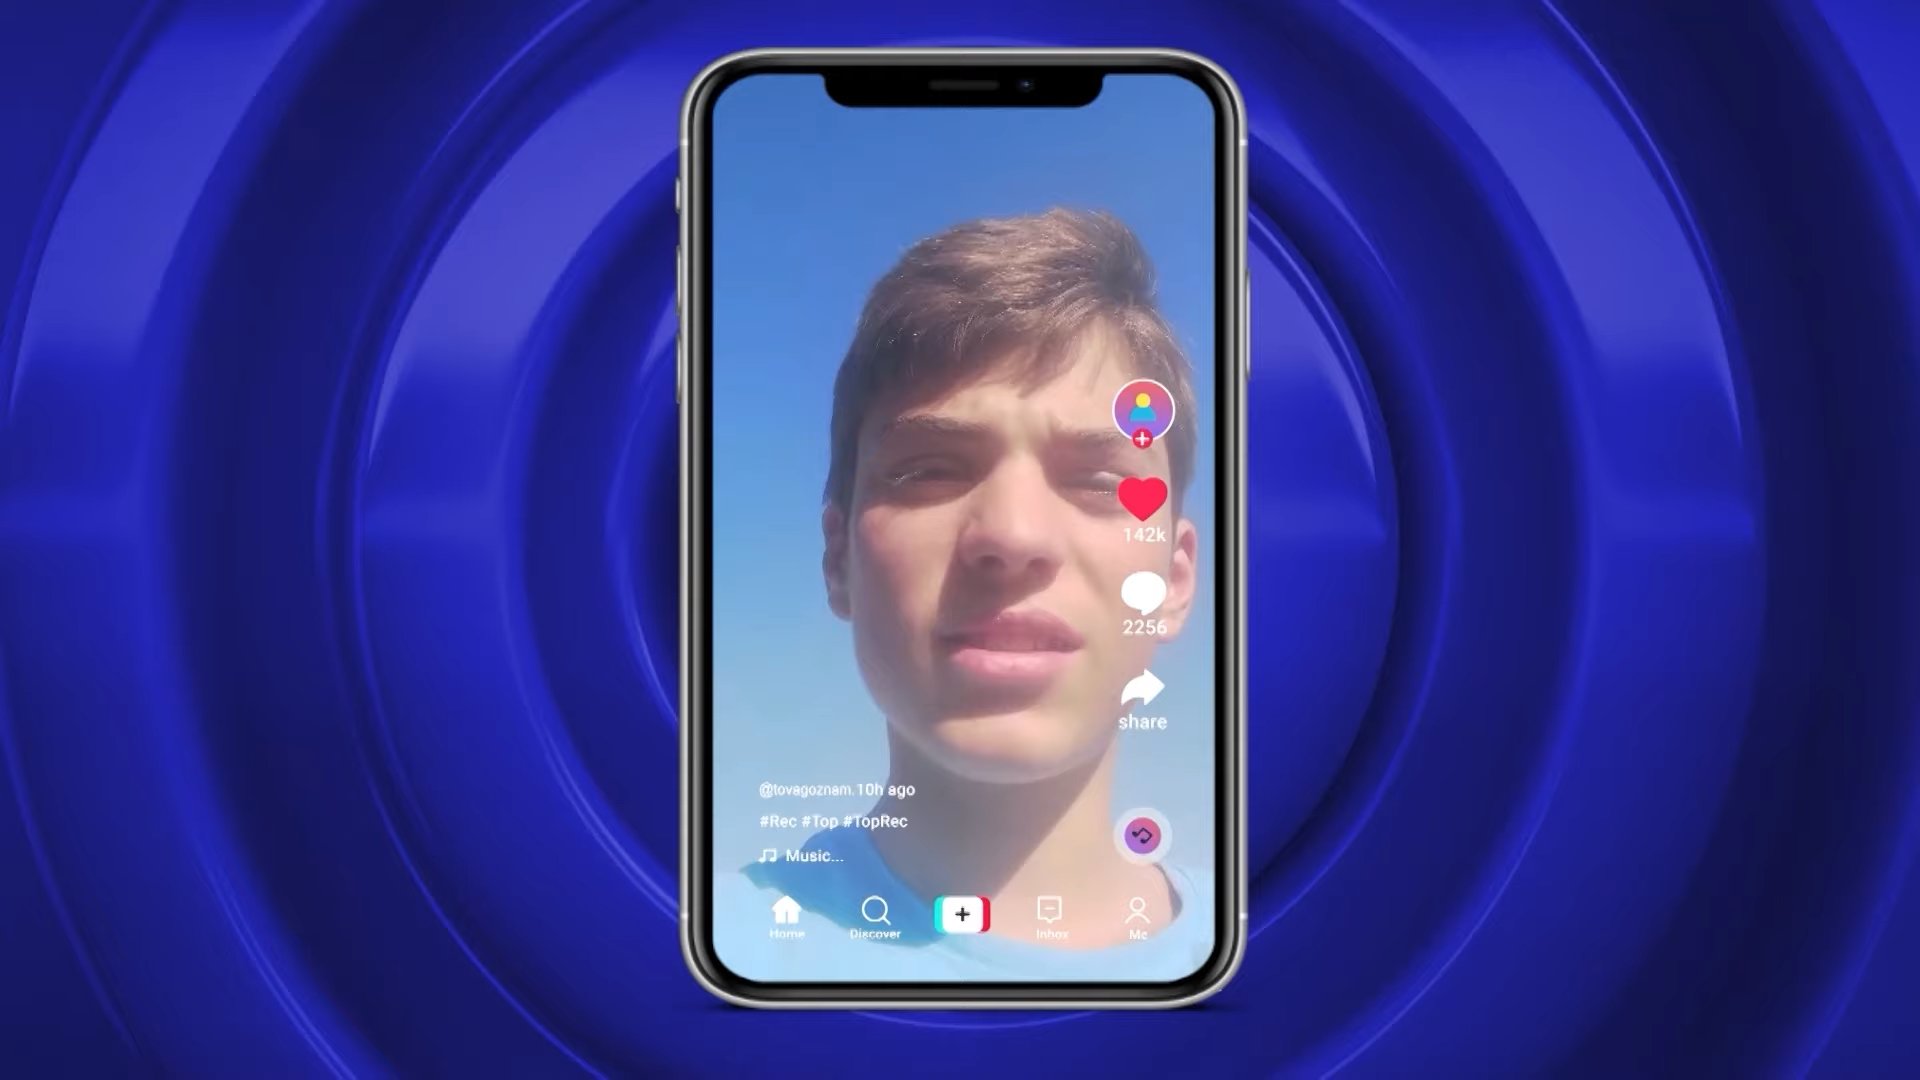 142k
2256
share
@tovagoznam. 10h ago
#Rec #Top #TopRec
Music...
Home
Discover
Inbox
Me